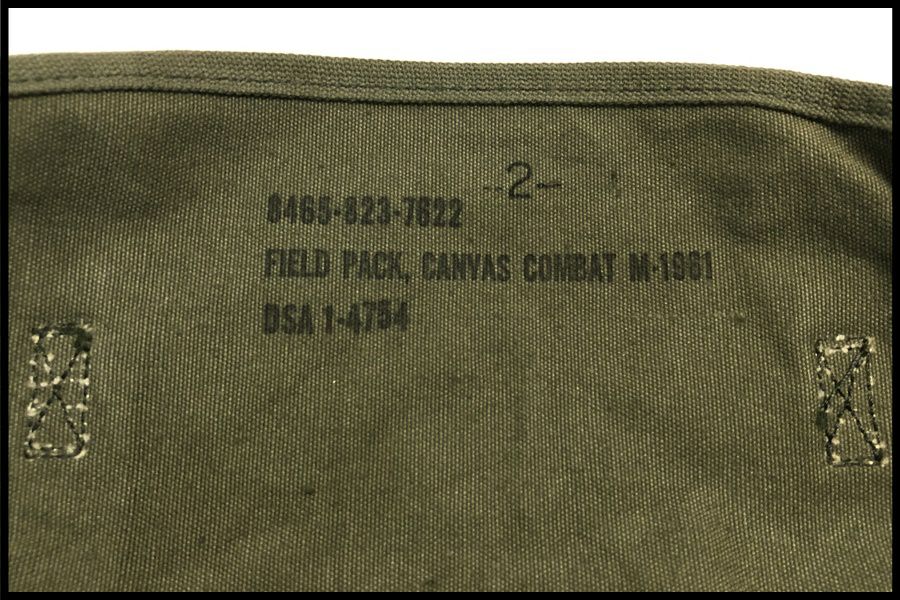 -2-
8465-823-7622
FIELD PACK, CANVAS COMBAT M-1961
DSA 1-4754